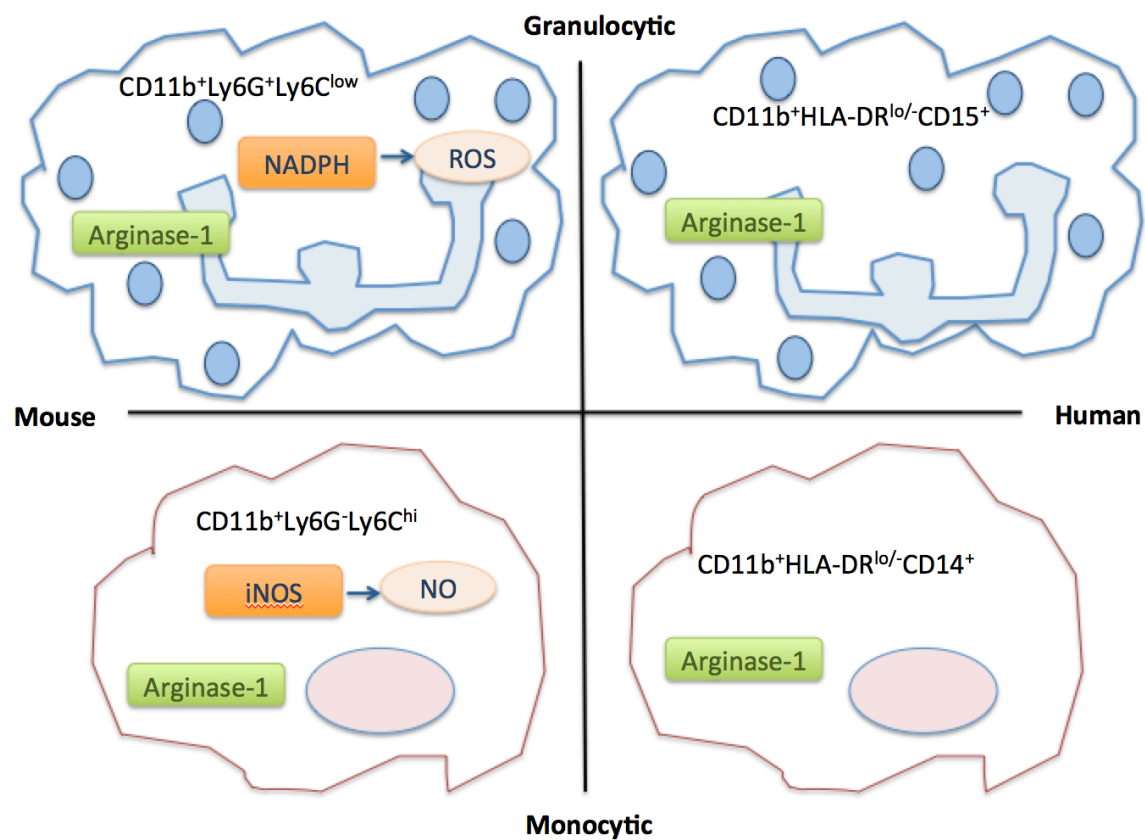 Granulocytic
CD11b⁺Ly6G⁺Ly6Cˡᵒʷ
CD11b⁺HLA-DRˡᵒ/⁻CD15⁺
NADPH
ROS
Arginase-1
Arginase-1
Mouse
Human
CD11b⁺Ly6G⁻Ly6Cʰⁱ
CD11b⁺HLA-DRˡᵒ/⁻CD14⁺
iNOS
NO
Arginase-1
Arginase-1
Monocytic